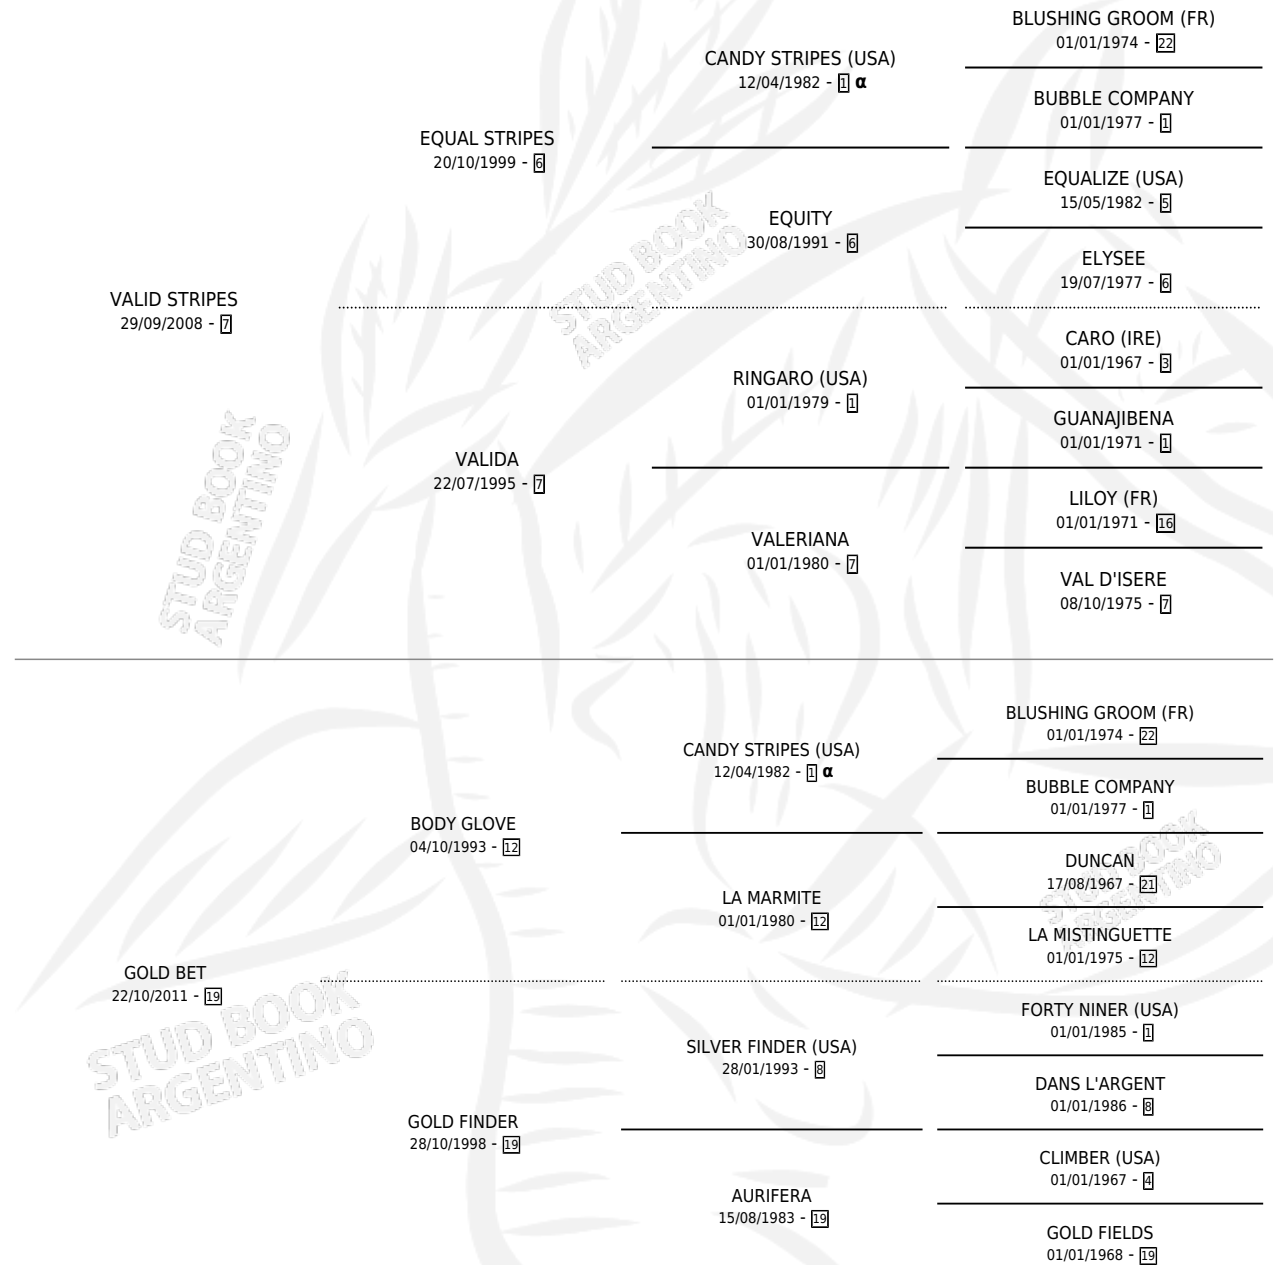 BLUSHING GROOM (FR)
01/01/1974 - 22
CANDY STRIPES (USA)
12/04/1982 - 1 α
BUBBLE COMPANY
01/01/1977 - 1
EQUAL STRIPES
20/10/1999 - 6
EQUALIZE (USA)
15/05/1982 - 5
EQUITY
30/08/1991 - 6
ELYSEE
19/07/1977 - 6
VALID STRIPES
29/09/2008 - 7
CARO (IRE)
01/01/1967 - 3
RINGARO (USA)
01/01/1979 - 1
GUANAJIBENA
01/01/1971 - 1
VALIDA
22/07/1995 - 7
LILOY (FR)
01/01/1971 - 16
VALERIANA
01/01/1980 - 7
VAL D'ISERE
08/10/1975 - 7
BLUSHING GROOM (FR)
01/01/1974 - 22
CANDY STRIPES (USA)
12/04/1982 - 1 α
BUBBLE COMPANY
01/01/1977 - 1
BODY GLOVE
04/10/1993 - 12
DUNCAN
17/08/1967 - 21
LA MARMITE
01/01/1980 - 12
LA MISTINGUETTE
01/01/1975 - 12
GOLD BET
22/10/2011 - 19
FORTY NINER (USA)
01/01/1985 - 1
SILVER FINDER (USA)
28/01/1993 - 8
DANS L'ARGENT
01/01/1986 - 8
GOLD FINDER
28/10/1998 - 19
CLIMBER (USA)
01/01/1967 - 4
AURIFERA
15/08/1983 - 19
GOLD FIELDS
01/01/1968 - 19
STUD BOOK
ARGENTINO
STUD BOOK
ARGENTINO
STUD BOOK
ARGENTINO
STUD BOOK
ARGENTINO